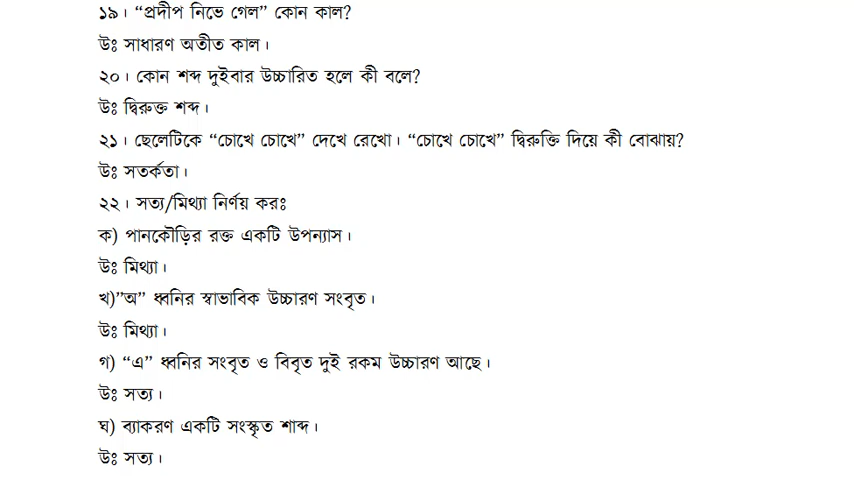 ১৯। “প্রদীপ নিভে গেল” কোন কাল?
উঃ সাধারণ অতীত কাল।
২০। কোন শব্দ দুইবার উচ্চারিত হলে কী বলে?
উঃ দ্বিরুক্ত শব্দ।
২১। ছেলেটিকে “চোখে চোখে” দেখে রেখো। “চোখে চোখে” দ্বিরুক্তি দিয়ে কী বোঝায়?
উঃ সতর্কতা।
২২। সত্য/মিথ্যা নির্ণয় করঃ
ক) পানকৌড়ির রক্ত একটি উপন্যাস।
উঃ মিথ্যা।
খ)”অ” ধ্বনির স্বাভাবিক উচ্চারণ সংবৃত।
উঃ মিথ্যা।
গ) “এ” ধ্বনির সংবৃত ও বিবৃত দুই রকম উচ্চারণ আছে।
উঃ সত্য।
ঘ) ব্যাকরণ একটি সংস্কৃত শাব্দ।
উঃ সত্য।